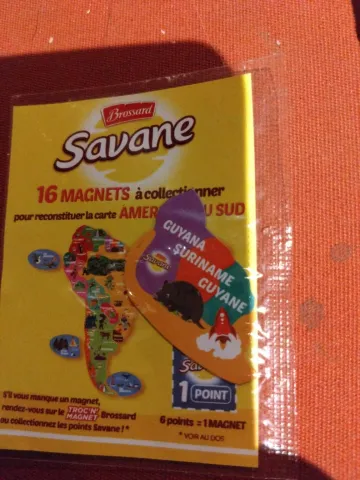 Brossard
Savane
16 MAGNETS à collectionner
pour reconstituer la carte AMERIQUE DU SUD
GUYANA
SURINAME
GUYANE
1 POINT
S'il vous manque un magnet,
rendez-vous sur le TROC'N' MAGNET Brossard
ou collectionnez les points Savane ! *
6 points = 1 MAGNET
* VOIR AU DOS